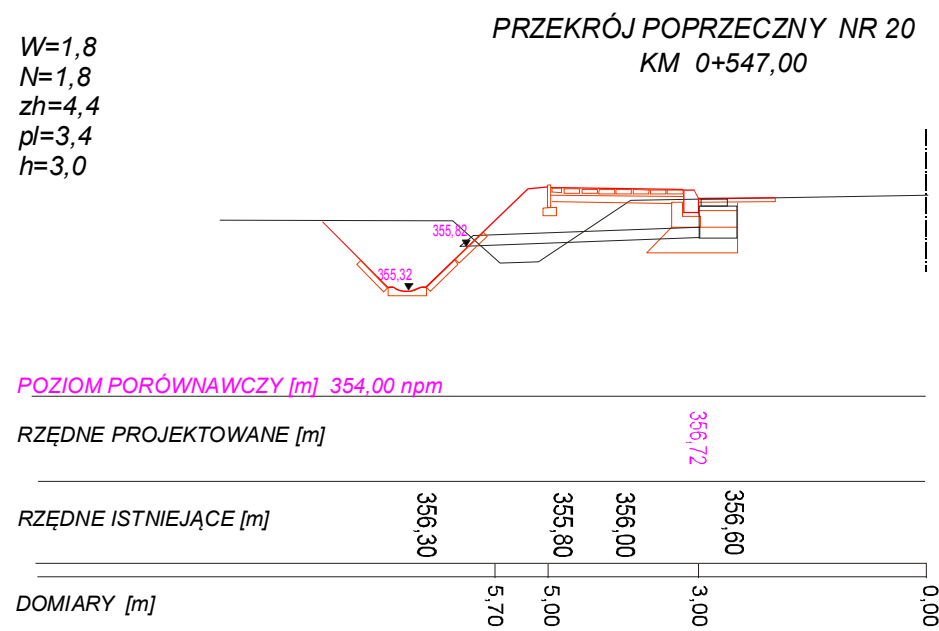 PRZEKRÓJ POPRZECZNY NR 20
KM 0+547,00
W=1,8
N=1,8
zh=4,4
pl=3,4
h=3,0
355,82
355,32
POZIOM PORÓWNAWCZY [m] 354,00 npm
RZĘDNE PROJEKTOWANE [m]
356,72
RZĘDNE ISTNIEJĄCE [m]
356,30
355,80
356,00
356,60
DOMIARY [m]
5,70
5,00
3,00
0,00